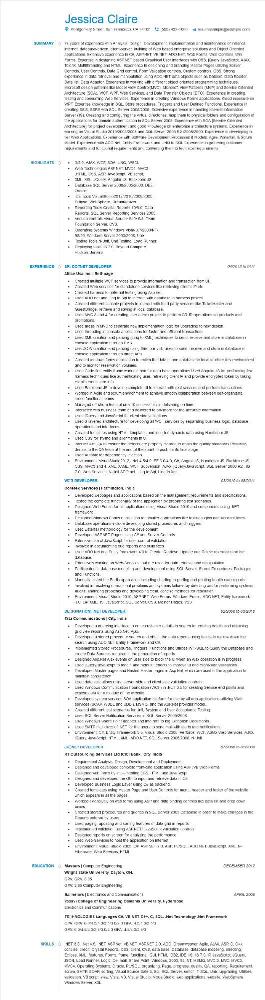 Jessica Claire
Montgomery Street, San Francisco, CA 94105 (555) 432-1000 resumesample@example.com
SUMMARY
7+ years of experience with Analysis, Design, Development, Implementation and maintenance of Intranet,
Internet, database-driven, client-server, building of Web based enterprise solutions and Object Oriented
applications. Extensive experience in C#, ASP.NET, VB.NET, ADO.NET, Web Forms, Web Controls, Win
Forms. Expertise in designing ASP.NET based Graphical User Interfaces with CSS, jQuery JavaScript, AJAX,
Telerik, Multithreading and HTML. Experience in designing and branding Master Pages utilizing Server
Controls, User Controls, Data Grid control, Form Validation controls, Custom controls, CSS. Strong
experience in data retrieval and manipulation using ADO.NET data objects such as Dataset, Data Reader,
Data list, Data Adaptor. Experience in working with different object oriented programming techniques,
Microsoft design patterns like Model View Control(MVC), Microsoft View Patterns (MVP) and Service Oriented
Architecture (SOA), WCF, WPF, Web Services, and Data Transfer Objects (DTO). Experience in creating,
testing and consuming Web Services. Experience in creating Windows Forms applications. Good exposure on
WPF. Expertise knowledge in SQL, Store procedures, Triggers and User Defined Functions. Experience in
creating SSIS, SSRS with SQL Server 2005/2008. Extensive experience in handling Internet Information
Server (IIS), Creating and configuring the virtual directories, map them to physical folders and configuration of
the applications for domain authentication in SQL Server 2005. Experience with SOA [Service Oriented
Architecture] for project development and good knowledge on enterprise architecture systems. Experience in
working on Visual Studio 2010/2008/2005 and SQL Server 2008 R2 /2005/2000. Experience in developing n-
tier Web Applications. Experience with Software Development Processes & Models: Agile, Waterfall, & Scrum
Model. Experience with ADO.Net, Entity Framework and LINQ to SQL Experience in gathering customer
requirements and functional requirements and converting them to technical requirements.
HIGHLIGHTS
• 0/2.0, AJAX, WCF, SOA, LINQ, WSDL.
• Web Technologies ASP.NET, MVC4, MVC3
,HTML, CSS, ASP, JavaScript, VB script,
• XML, XSL, JQuery, Angular JS, Backbone JS.
• Database SQL Server 2008/2005/2000, DB2,
Oracle.
• IDE Tools VisualStudio2012/2010/2008/2005,
Eclipse, WebSphere, Dreamweaver.
• Reporting Tools Crystal Reports 10/9.0, Data
Reports, SQL Server Reporting Services 2005.
• Version controls Visual Source Safe 6/5, Team
Foundation Server, CVS.
• Operating Systems Windows Vista/ XP/2000/NT/
98/95, Windows Server 2003/2008, Unix.
• Testing Tools N-Unit, Unit Testing, Load Runner.
• Deploying tools IIS 7.0, Beyond Compare,
Hudson, Jenkins
EXPERIENCE
SR. DOTNET DEVELOPER 04/2013 to 01/1
Altice Usa Inc. | Bethpage
• Created multiple WCF services to provide information and transaction from UI.
• Created Web services for standalone services like retrieving client's IP etc.
• Created harness for internal testing using Asp.net.
• Used ADO.net and Linq to Sql to interact with database in harness project.
• Created different console projects to interact with third party services like TicketMaster and
GuestBridge, retrieve and saving in local database.
• Used MVC 3 and 4 for creating user admin project to perform CRUD operations on products and
promotions.
• Used areas in MVC to separate new implementation logic for upgrading to new design.
• Used threading in console applications for faster and efficient transactions.
• Used XML creation and parsing (Linq to XML) techniques to send, receive and store in database in
console application through EMS
• Use JSON creation and parsing using third party libraries to send, receive and store in database in
console application through direct APIs
• Created windows forms application to switch the data in one database to local or other dev environment
and to monitor reservation volumes.
• Used Code first entity frame work method for data base operations Used Angular JS for performing few
harness techniques like authenticating user, retrieving client IP and provide encrypted token by taking
client's credit card info.
• Used Backbone JS to develop complete UI to interact with rest services and perform transactions.
• Worked in Agile and scrum environment to achieve smooth collaboration between self-organizing,
cross-functional teams.
• Managed off-shore team of size 10 successfully in delivering on time.
• Interacted with business team and delivered to off-shore for the accurate information.
• Used jQuery and JavaScript for client side validations.
• Used 3-layered architecture for developing all WCF services by separating business logic, database
operations and interfaces.
• Created templates using HTML templates and inserted dynamic data using Handlebar JS.
• Used CSS for styling and alignments in UI.
• Interact with QA to ensure the defects are properly cleared to attain the quality standards Providing
demos to the QA team at the end of the sprint to push for its final stage.
• Used Autofac for dependency injection
• Environment: VisualStudio2012, .Net 4.5/4.0, EF 6.0/4.0, C#, AngularJS, Handlebar JS, Backbone JS,
CSS, MVC3 and 4, XML, XAML, WCF, Subversion, AJAX, jQuery/JavaScript, SQL Server 2008 R2 , IIS
7.0, Web Services, N-Unit,ADO.net, Linq to Sql, Linq to Xml.
WEB DEVELOPER 03/2010 to 08/2011
Coretek Services | Farmington, India
• Developed webpages and applications based on the management requirements and specifications.
• Tested the complete functionality of the application by preparing test scenarios.
• Designed Web Forms for all applications using Visual Studio 2010 and components using .NET
framework.
• Designed Windows Forms application for smaller applications like testing logins and Account forms.
• Database operations include developing stored procedures and Triggers.
• Used waterfall methodology for the development.
• Developed ASP.NET Pages using C# and Server Controls.
• Extensive use of JavaScript for user control validation.
• Involved in documenting bug reports and build fixes.
• Used ADO.Net and Entity framework 4.0 to Create, Retrieve, Update and Delete operations on the
database.
• Extensively working on Web-Services that are used for data retrieval and manipulation.
• Participated in database modeling and development using SQL Server, Stored Procedures, Packages
and Functions.
• Manually tested the Fortis application including charting, reporting and printing health care reports.
• Involved in resolving operational problems and systems failures by directing and/or performing systems
audits, analyzing problems and developing clear, concise methods for resolution.
• Environment: Visual Studio 2010, ASP.NET, Web Forms, Windows Forms, ADO.NET, Entity framework
4.0, C#, XML, IIS, JavaScript, SQL Server, CSS, Master Pages, VSS.
DESIGNATION: .NET DEVELOPER 02/2008 to 03/2010
Tata Communications | City, India
• Developed a querying interface to enter customer details to search for existing details and obtaining
grid view reports using Asp.Net, Ajax.
• Developed a stored procedure search and obtain the data reports using facets to narrow down the
search using ADO.NET Entity Framework and C#.
• Implemented Stored Procedures, Triggers, Functions and Utilities in T-SQL to Query the Database and
create Data Sources required in the generation of reports.
• Designed Asp.Net Ajax events on user side to block the UI when an Ajax operation is in progress.
• Used jQuery/JavaScript to fadeIn and fadeOut effects to improve UI and client-side validations.
• Developed Master pages and Nested Master pages in Asp.Net, which are used in the application to
maintain consistency.
• Used data validations using server-side and client-side validation controls.
• Used Windows Communication Foundation (WCF) in .NET 3.5 for creating Service end points and
expose data for a module of the website.
• Developed system services SOA application platform for use by all web applications utilizing Web
services (SOAP, WSDL and UDDI). MSMQ, and the ASP.Net provider model.
• Created different test scenarios for Unit, System and User Acceptance Testing.
• Used SQL Server Notification Services in SQL Server 2005/2008.
• Used Windows Share Point adapter and InfoPath to log Exception Documents.
• Used SMTP mail class of .NET for the users to send mail with alerts and notifications.
• Environment: C#, Entity Framework 3.5, Visual Studio 2008, Perforce, WCF, ASMX Web Services, AJAX,
jQuery, JavaScript, HTML, XML, ADO.NET, SQL Server 2005/2008, N-Unit.
JR.NET DEVELOPER 07/2006 to 01/2008
RT Outsourcing Services Ltd ICICI Bank | City, India
• Requirement Analysis, Design, Development and Deployment.
• Designed and developed complete front-end application using ASP /VB Web Forms.
• Designed web forms by implementing CSS, HTML and JavaScript.
• Designed and developed the GUI to input and retrieve data in C#.
• Developed Business Logic Layer using C# as backend.
• Created templates using Master Page and User Controls for menu, header and footer of the website
which appears in all the pages.
• Worked extensively on web forms using ASP and data binding controls like data list and drop down
boxes.
• Created stored procedures and queries in SQL Server 2005 Database in order to make changes in the
Reports entered by users.
• Used paging, updating and sorting features of data grid in reports.
• Implemented validation using ASP.NET/ JavaScript validation controls.
• Designed reports on screen for analyzing the performance.
• Used Web-Services to host the application on Internet.
• Environment: Visual Studio 2005, C#, ASP.NET 2.0, ASP, PL/SQL, ADO.NET, JavaScript, XML, N-
Hibernate, Web Services, HTML.
EDUCATION
Masters | Computer Engineering DECEMBER 2012
Wright State University, Dayton, OH.
GPA: GPA: 3.85
GPA: 3.85 Computer Engineering
Bachelors | Electronics and Communications APRIL 2006
Vasavi College of Engineering Osmania University, Hyderabad
Electronics and Communications
TECHNOLOGIES Languages C#, VB.NET, C++, C, SQL. .Net Technology .Net Framework
GPA: GPA: 6.0/4.5/4.0/3.5/3.0/2.0 GPA: 4.5/4.0/3.5/3
GPA: 6.0/4.5/4.0/3.5/3.0/2.0 GPA: 4.5/4.0/3.5/3
SKILLS
.NET 3.5, .Net 4.5, .NET, ASP.Net, VB.NET, ASP.NET 2.0, ADO, Dreamweaver, Agile, AJAX, ASP, C, C++,
concise, credit, Crystal Reports, CSS, client, CVS, data base, Database, database modeling, directing,
Eclipse, XML, features, Forms, frame, functional, GUI, HTML, DB2, IDE, IIS, IIS 7.0, IP, JavaScript, JQuery,
JSON, Load Runner, Logic, C#, mail, Share Point, Windows, 2000, 98, NT, MSMQ, MVC 3, MVC, MVC3,
MVC4, Operating Systems, Oracle, PL/SQL, organizing, Page, progress, quality, QA, reporting, Requirement,
scrum, SMTP, SOAP, sorting, Visual Source Safe 6, Sql, SQL Server, switch, T-SQL, Unix, upgrading, Utilities,
validation, VB script, view, Vista, VB, Visual Studio, VisualStudio, web applications, website, WebSphere,
Windows Server, XSL